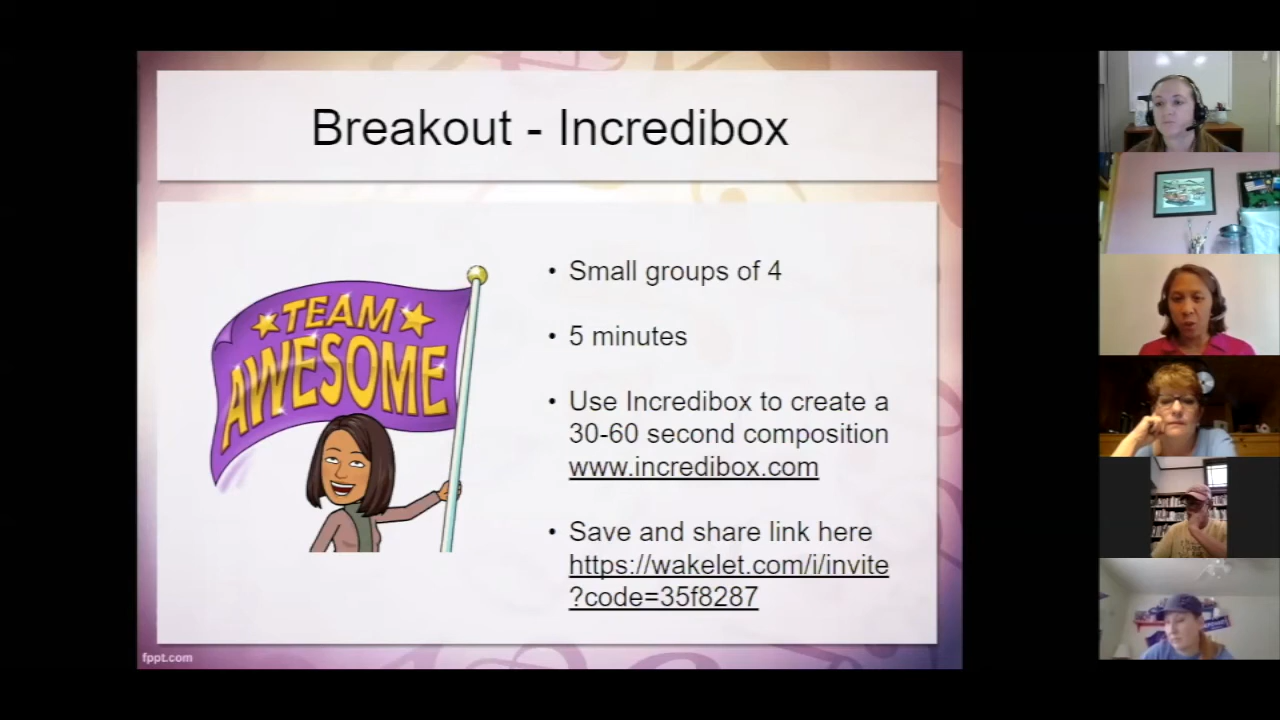 Breakout - Incredibox
TEAM
AWESOME
• Small groups of 4
• 5 minutes
• Use Incredibox to create a
30-60 second composition
www.incredibox.com
• Save and share link here
https://wakelet.com/i/invite
?code=35f8287
fppt.com